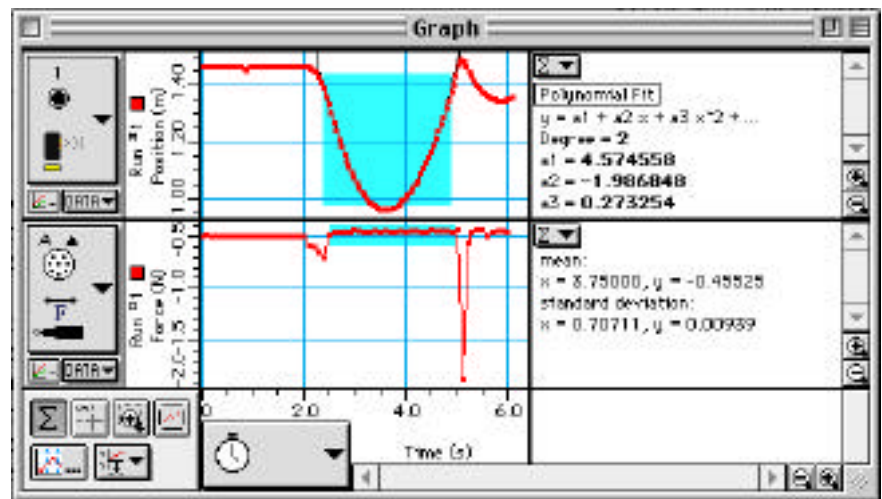 Graph
1
Run #1
Position (m)
1.40
1.20
1.00
DATA
Σ
Polynomial Fit
y = a1 + a2 x + a3 x^2 + ...
Degree = 2
a1 = 4.574558
a2 = -1.986848
a3 = 0.273254
A
F
Run #1
Force (N)
-0.5
-1.0
-1.5
-2.0
DATA
Σ
mean:
x = 3.75000, y = -0.45525
standard deviation:
x = 0.70711, y = 0.00939
Σ
0 2.0 4.0 6.0
Time (s)